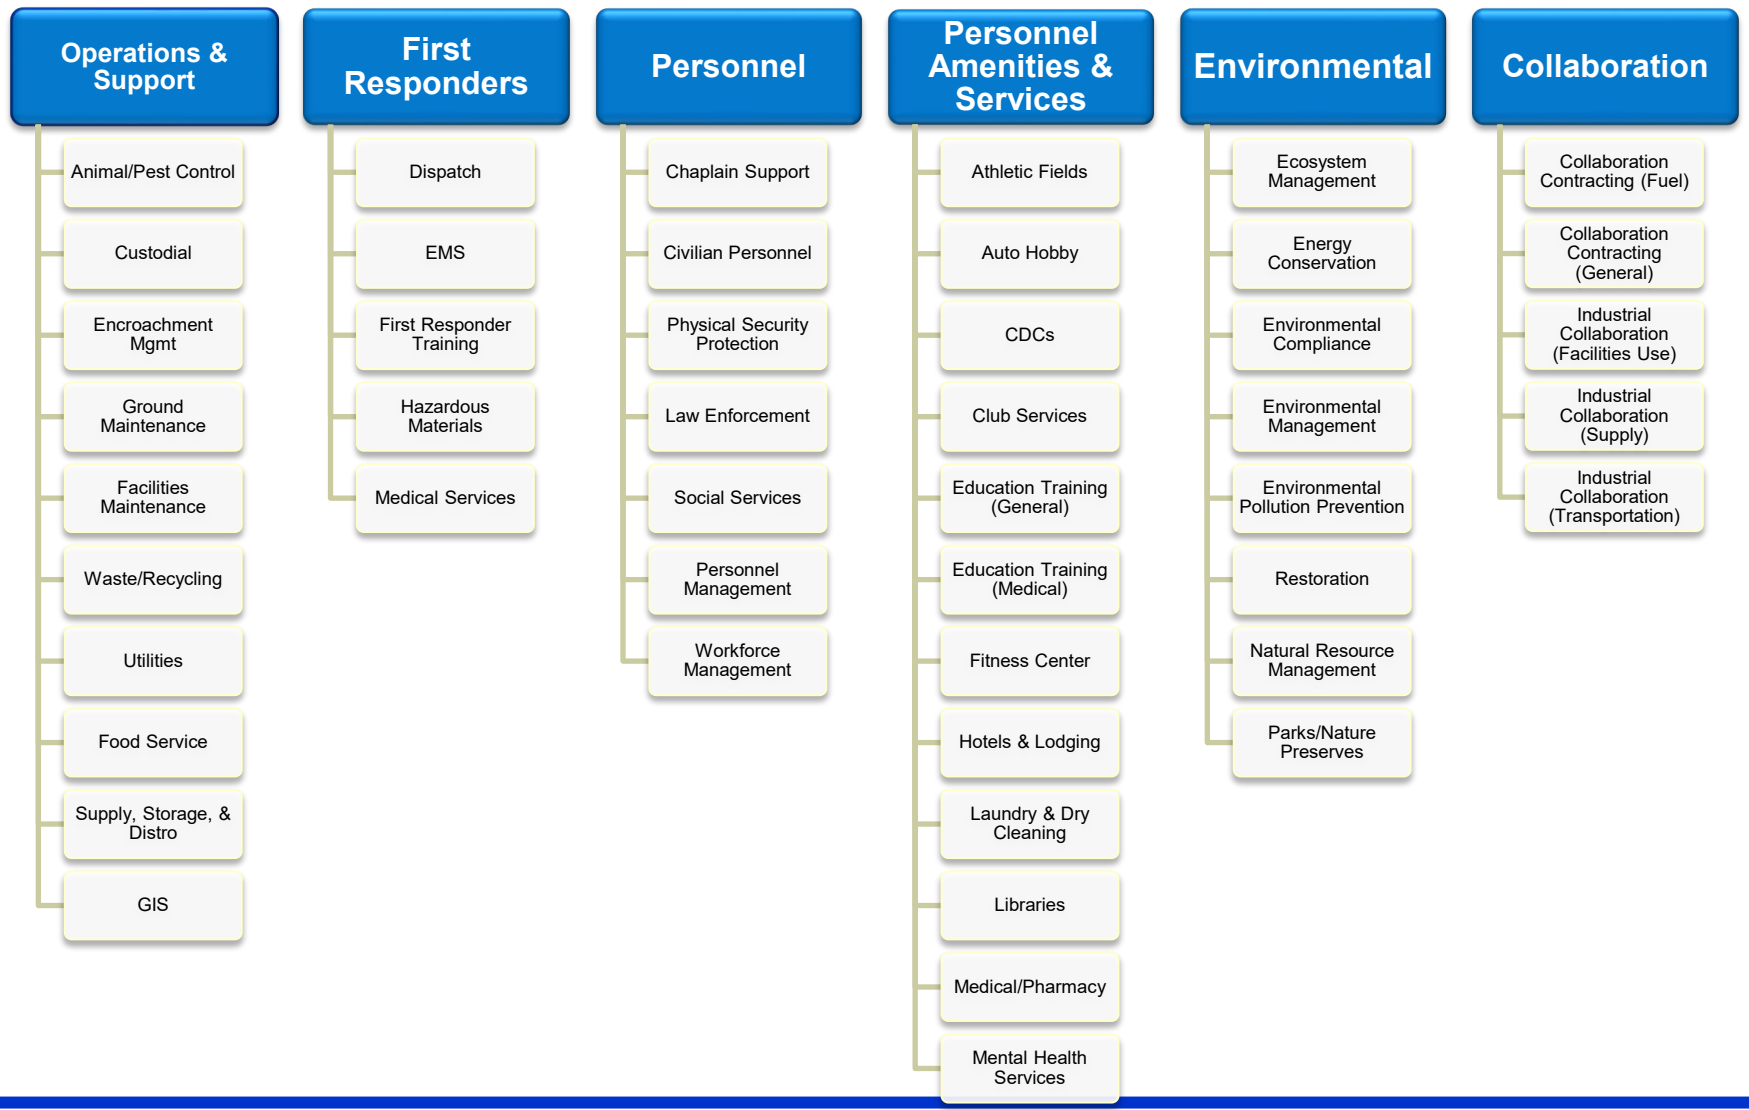 Operations &
Support
Animal/Pest Control
Custodial
Encroachment
Mgmt
Ground
Maintenance
Facilities
Maintenance
Waste/Recycling
Utilities
Food Service
Supply, Storage, &
Distro
GIS
First
Responders
Dispatch
EMS
First Responder
Training
Hazardous
Materials
Medical Services
Personnel
Chaplain Support
Civilian Personnel
Physical Security
Protection
Law Enforcement
Social Services
Personnel
Management
Workforce
Management
Personnel
Amenities &
Services
Athletic Fields
Auto Hobby
CDCs
Club Services
Education Training
(General)
Education Training
(Medical)
Fitness Center
Hotels & Lodging
Laundry & Dry
Cleaning
Libraries
Medical/Pharmacy
Mental Health
Services
Environmental
Ecosystem
Management
Energy
Conservation
Environmental
Compliance
Environmental
Management
Environmental
Pollution Prevention
Restoration
Natural Resource
Management
Parks/Nature
Preserves
Collaboration
Collaboration
Contracting (Fuel)
Collaboration
Contracting
(General)
Industrial
Collaboration
(Facilities Use)
Industrial
Collaboration
(Supply)
Industrial
Collaboration
(Transportation)